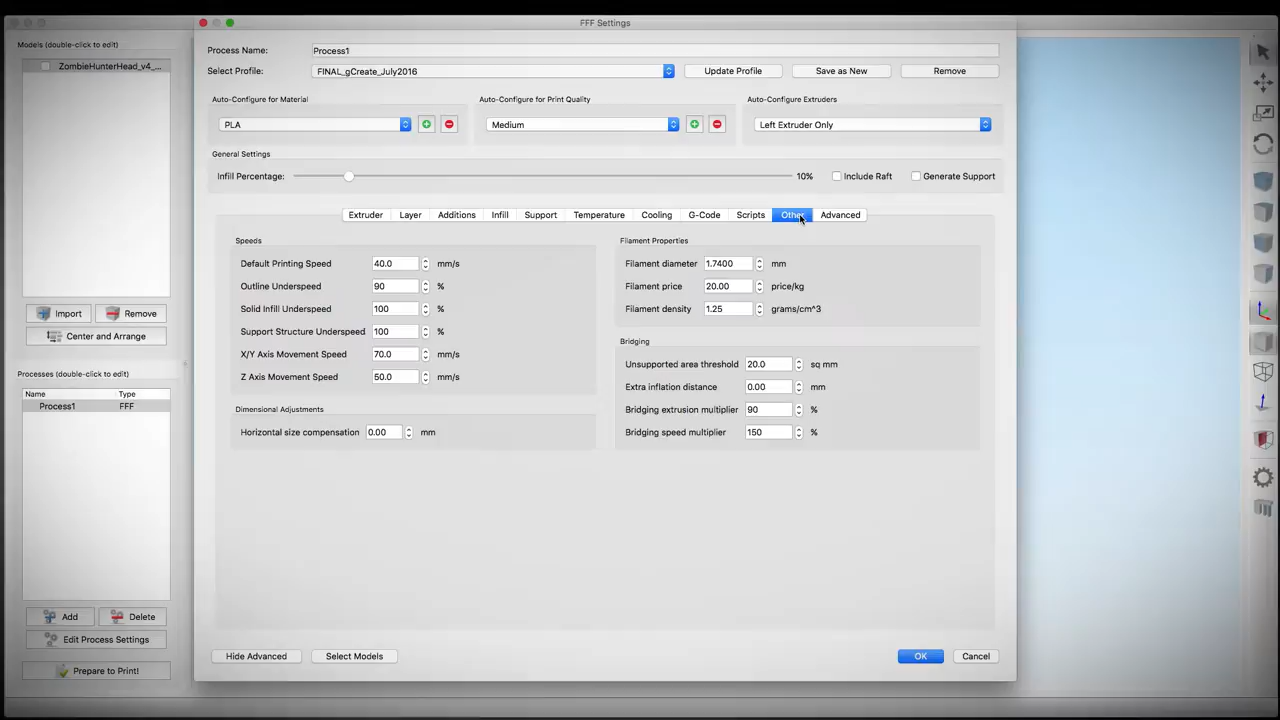 FFF Settings
Models (double-click to edit)
ZombieHunterHead_v4_...
Import
Remove
Center and Arrange
Processes (double-click to edit)
Name Type
Process1 FFF
Add
Delete
Edit Process Settings
Prepare to Print!
Process Name: Process1
Select Profile: FINAL_gCreate_July2016 Update Profile Save as New Remove
Auto-Configure for Material
PLA
Auto-Configure for Print Quality
Medium
Auto-Configure Extruders
Left Extruder Only
General Settings
Infill Percentage: 10% Include Raft Generate Support
Extruder Layer Additions Infill Support Temperature Cooling G-Code Scripts Other Advanced
Speeds
Default Printing Speed 40.0 mm/s
Outline Underspeed 90 %
Solid Infill Underspeed 100 %
Support Structure Underspeed 100 %
X/Y Axis Movement Speed 70.0 mm/s
Z Axis Movement Speed 50.0 mm/s
Dimensional Adjustments
Horizontal size compensation 0.00 mm
Filament Properties
Filament diameter 1.7400 mm
Filament price 20.00 price/kg
Filament density 1.25 grams/cm^3
Bridging
Unsupported area threshold 20.0 sq mm
Extra inflation distance 0.00 mm
Bridging extrusion multiplier 90 %
Bridging speed multiplier 150 %
Hide Advanced
Select Models
OK
Cancel